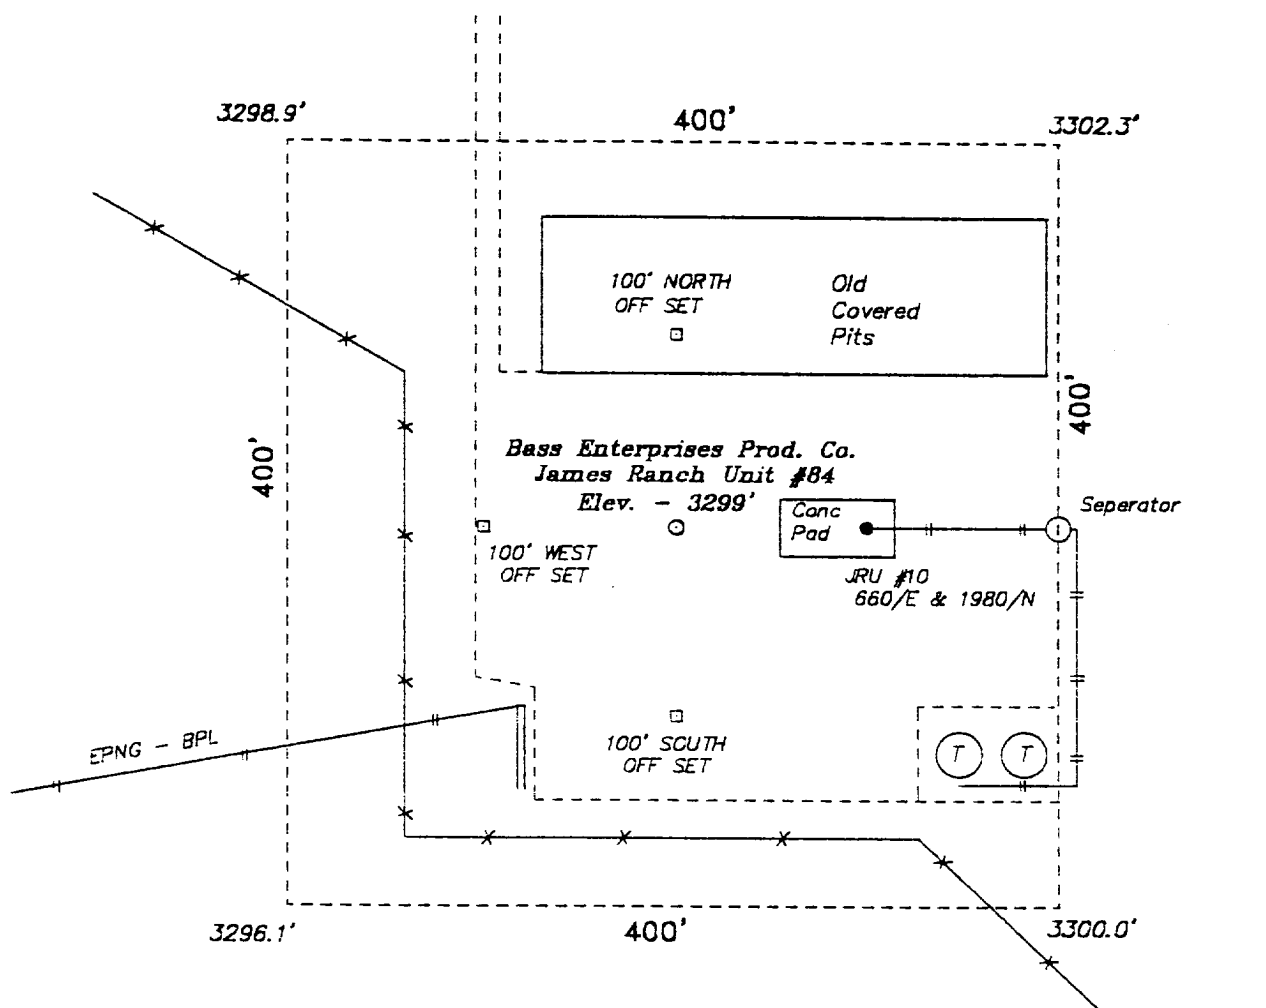 3298.9'
400'
3302.3'
100' NORTH
OFF SET
Old
Covered
Pits
400'
400'
Bass Enterprises Prod. Co.
James Ranch Unit #84
Elev. - 3299'
Conc
Pad
Seperator
100' WEST
OFF SET
JRU #10
660/E & 1980/N
EPNG - BPL
100' SOUTH
OFF SET
T
T
3296.1'
400'
3300.0'